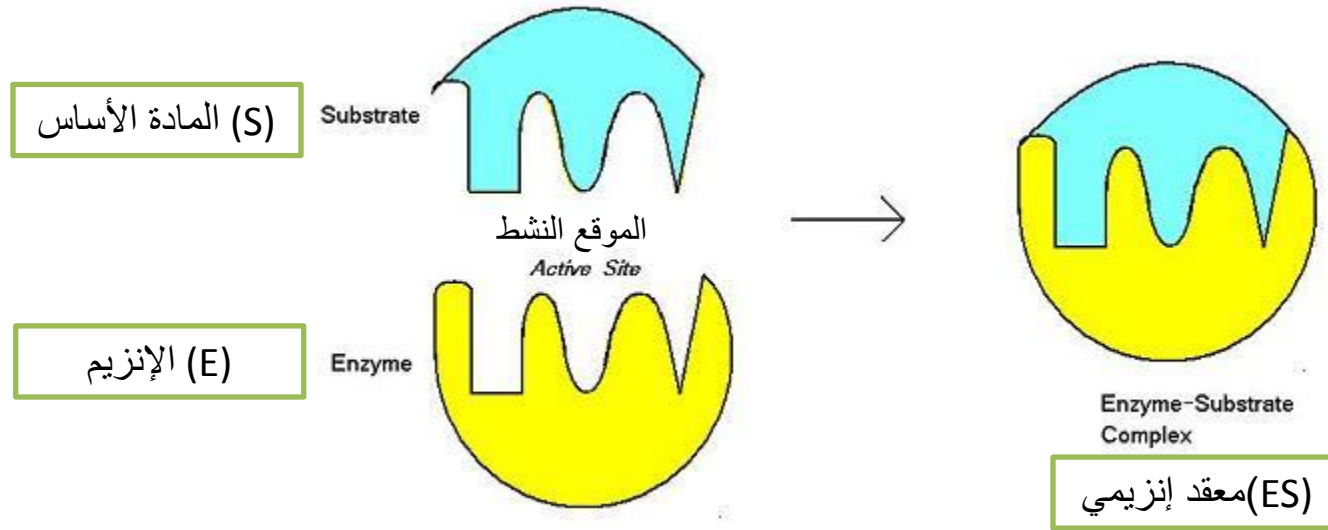 (S) المادة الأساس
Substrate
الموقع النشط
Active Site
(E) الإنزيم
Enzyme
Enzyme-Substrate
Complex
(ES)معقد إنزيمي